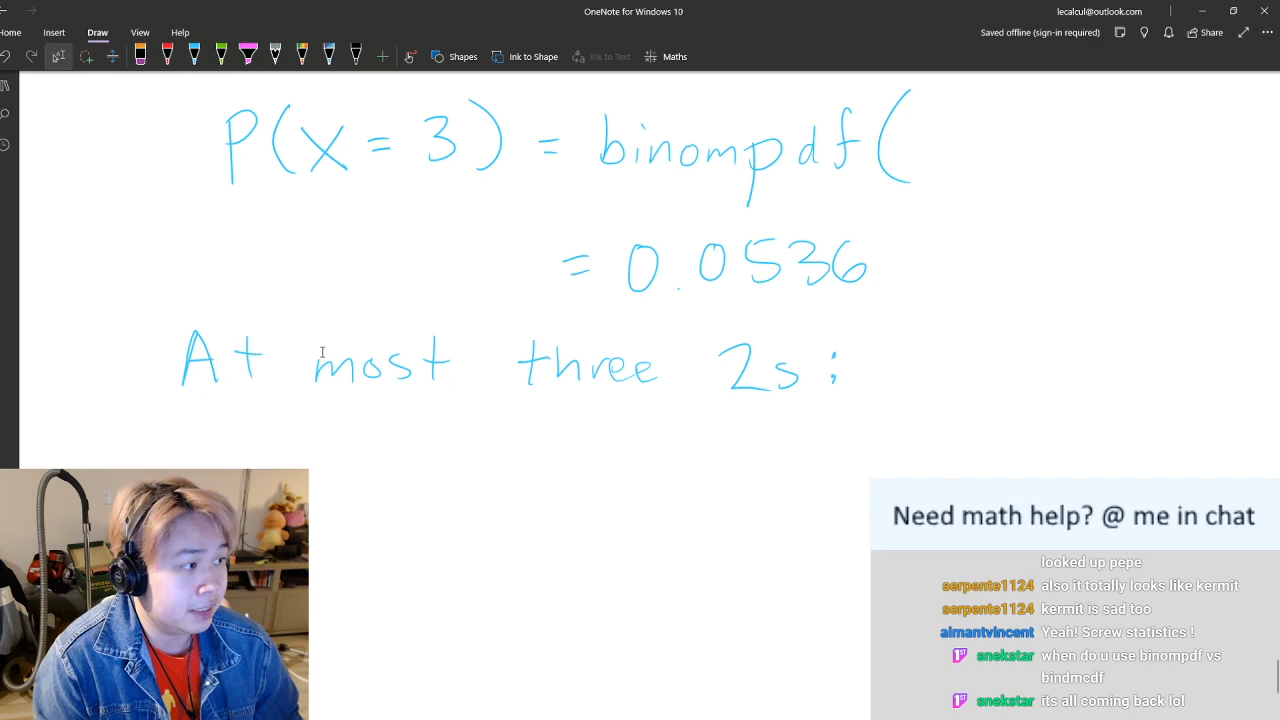 OneNote for Windows 10
lecalcul@outlook.com
Home Insert Draw View Help
Saved offline (sign-in required)
Share
Shapes
Ink to Shape
Ink to Text
Maths
P(X = 3) = binompdf(
= 0.0536
At most three 2s:
Need math help? @ me in chat
looked up pepe
serpente1124 also it totally looks like kermit
serpente1124 kermit is sad too
aimantvincent Yeah! Screw statistics !
snekstar when do u use binompdf vs
bindmcdf
snekstar its all coming back lol